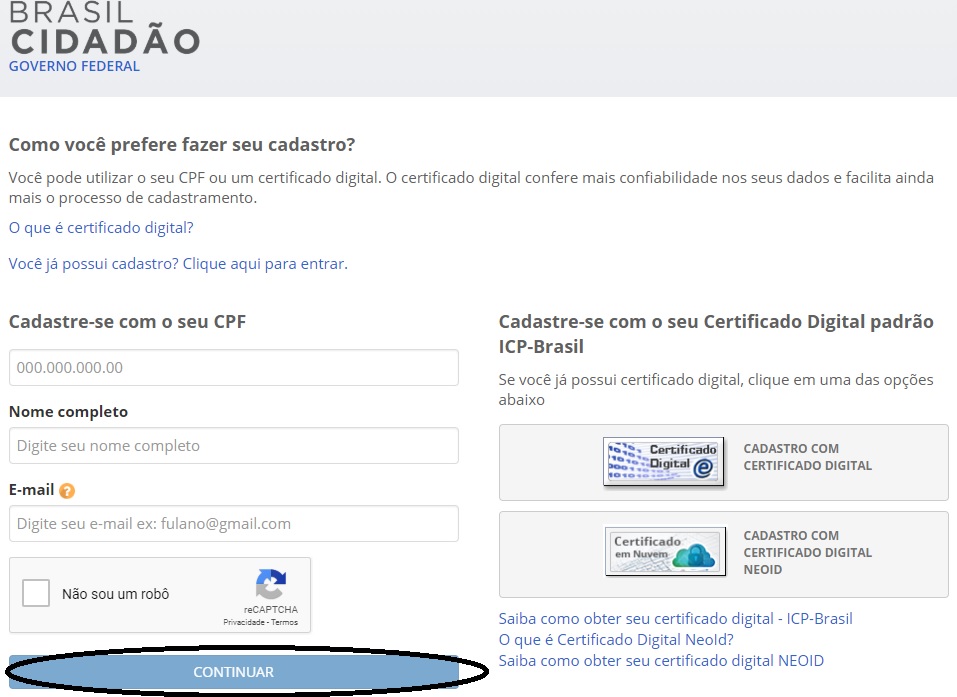 BRASIL
CIDADÃO
GOVERNO FEDERAL
Como você prefere fazer seu cadastro?
Você pode utilizar o seu CPF ou um certificado digital. O certificado digital confere mais confiabilidade nos seus dados e facilita ainda
mais o processo de cadastramento.
O que é certificado digital?
Você já possui cadastro? Clique aqui para entrar.
Cadastre-se com o seu CPF
000.000.000.00
Nome completo
Digite seu nome completo
E-mail ?
Digite seu e-mail ex: fulano@gmail.com
Não sou um robô
reCAPTCHA
Privacidade - Termos
CONTINUAR
Cadastre-se com o seu Certificado Digital padrão
ICP-Brasil
Se você já possui certificado digital, clique em uma das opções
abaixo
Certificado
Digital
CADASTRO COM
CERTIFICADO DIGITAL
Certificado
em Nuvem
CADASTRO COM
CERTIFICADO DIGITAL
NEOID
Saiba como obter seu certificado digital - ICP-Brasil
O que é Certificado Digital NeoId?
Saiba como obter seu certificado digital NEOID